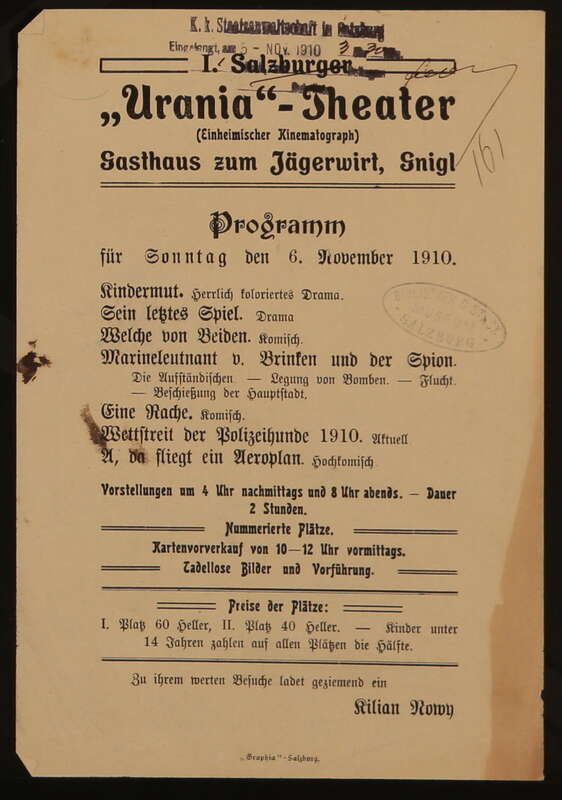 K. k. Staatsanwaltschaft in Salzburg
Eingelangt, am 5 - NOV. 1910
I. Salzburger
„Urania“-Theater
(Einheimischer Kinematograph)
Gasthaus zum Jägerwirt, Gnigl
161
Programm
für Sonntag den 6. November 1910.
Kindermut. Herrlich koloriertes Drama.
Sein letztes Spiel. Drama
Welche von Beiden. Komisch.
Marineleutnant v. Brinken und der Spion.
Die Aufständischen. — Legung von Bomben. — Flucht.
— Beschießung der Hauptstadt.
Eine Rache. Komisch.
Wettstreit der Polizeihunde 1910. Aktuell
A, da fliegt ein Aeroplan. Hochkomisch
Vorstellungen um 4 Uhr nachmittags und 8 Uhr abends. — Dauer
2 Stunden.
Nummerierte Plätze.
Kartenvorverkauf von 10—12 Uhr vormittags.
Tadellose Bilder und Vorführung.
Preise der Plätze:
I. Platz 60 Heller, II. Platz 40 Heller. — Kinder unter
14 Jahren zahlen auf allen Plätzen die Hälfte.
Zu ihrem werten Besuche ladet geziemend ein
Kilian Nowy
„Graphia“-Salzburg.
SALZBURG